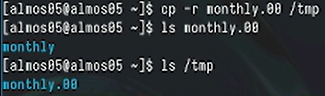 [almos05@almos05 ~]$ cp -r monthly.00 /tmp
[almos05@almos05 ~]$ ls monthly.00
monthly
[almos05@almos05 ~]$ ls /tmp
monthly.00